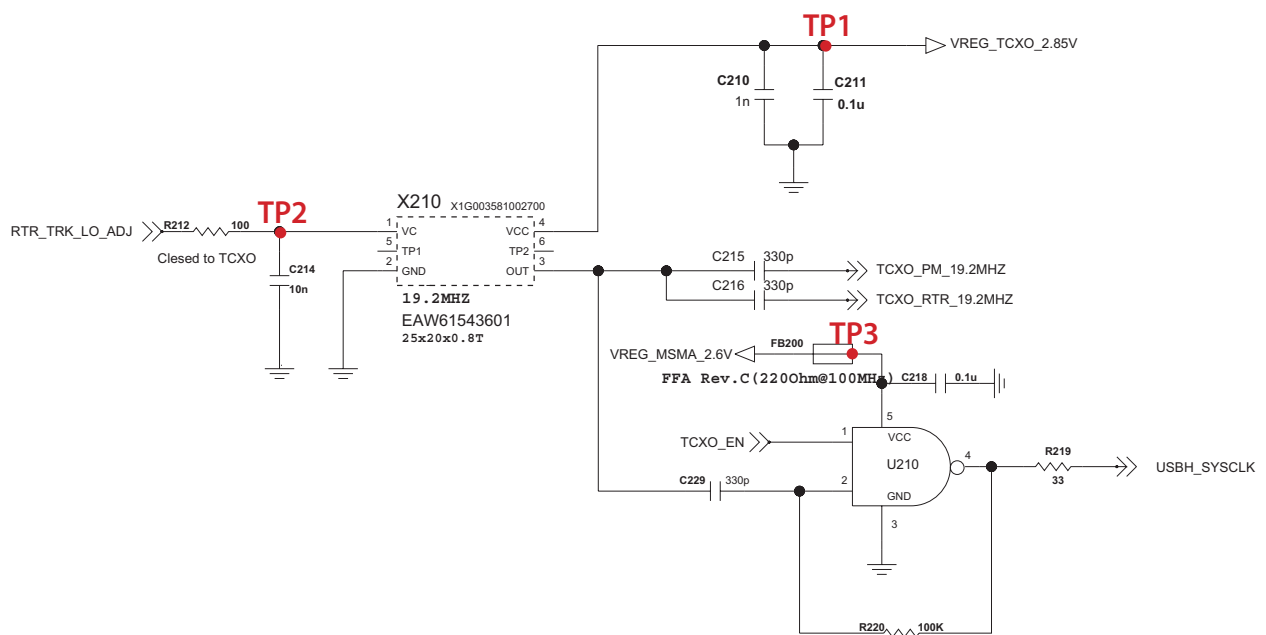 TP1
VREG_TCXO_2.85V
C210
1n
C211
0.1u
X210 X1G003581002700
TP2
RTR_TRK_LO_ADJ
R212 100
1 VC VCC 4
5 TP1 TP2 6
2 GND OUT 3
Clesed to TCXO
C214
10n
19.2MHZ
EAW61543601
25x20x0.8T
C215 330p
TCXO_PM_19.2MHZ
C216 330p
TCXO_RTR_19.2MHZ
TP3
VREG_MSMA_2.6V
FB200
FFA Rev.C(220Ohm@100MHz)
C218 0.1u
5
VCC
TCXO_EN
1
U210
4
R219
33
USBH_SYSCLK
C229 330p
2
GND
3
R220 100K